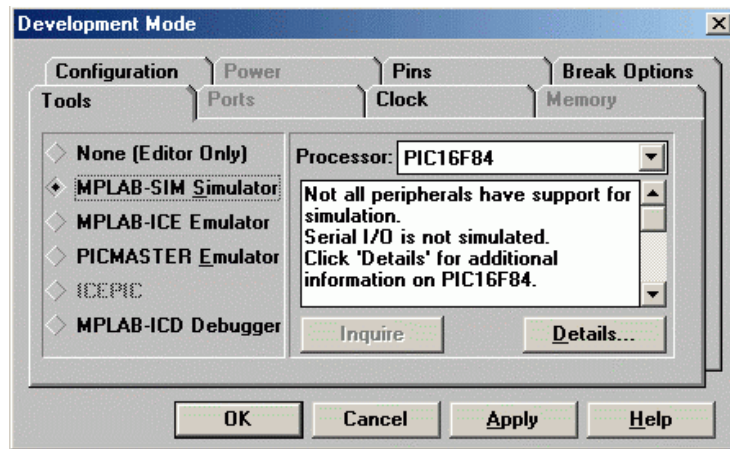 Development Mode
Configuration Power Pins Break Options
Tools Ports Clock Memory
None (Editor Only)
MPLAB-SIM Simulator
MPLAB-ICE Emulator
PICMASTER Emulator
ICEPIC
MPLAB-ICD Debugger
Processor: PIC16F84
Not all peripherals have support for
simulation.
Serial I/O is not simulated.
Click 'Details' for additional
information on PIC16F84.
Inquire Details...
OK Cancel Apply Help